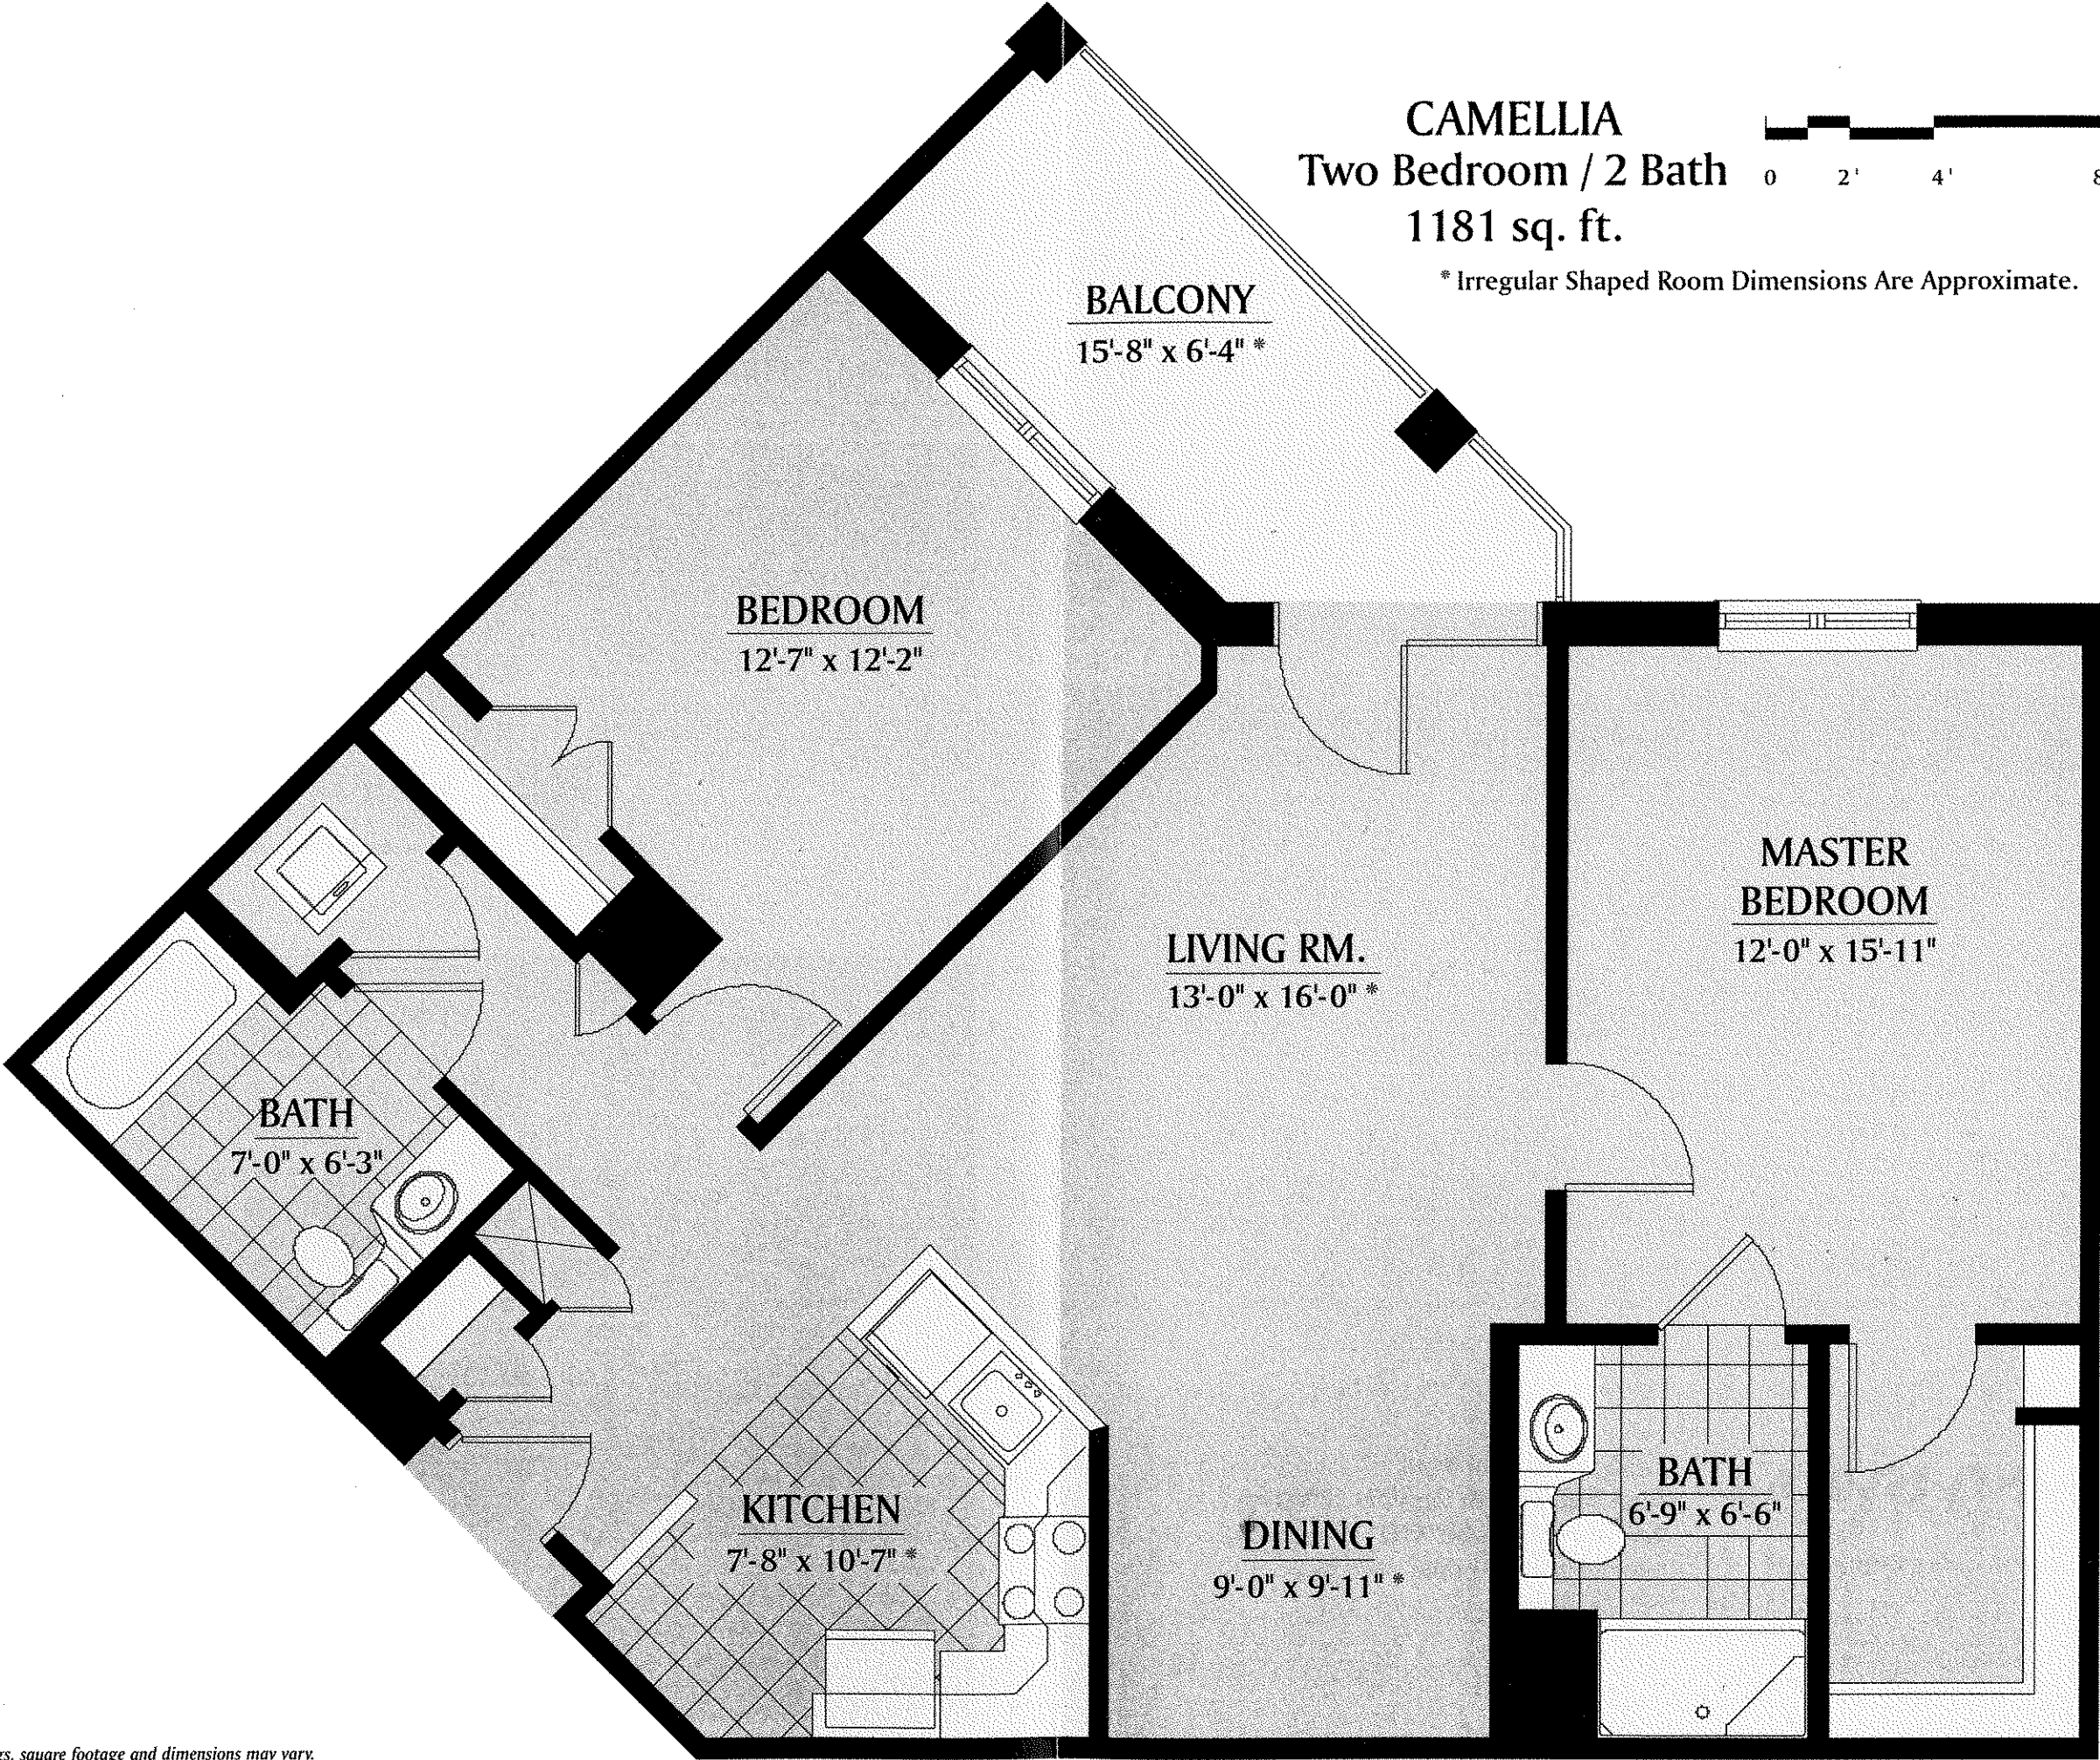 CAMELLIA
Two Bedroom / 2 Bath
1181 sq. ft.
0 2' 4' 8
* Irregular Shaped Room Dimensions Are Approximate.
BALCONY
15'-8" x 6'-4" *
BEDROOM
12'-7" x 12'-2"
MASTER
BEDROOM
12'-0" x 15'-11"
LIVING RM.
13'-0" x 16'-0" *
BATH
7'-0" x 6'-3"
KITCHEN
7'-8" x 10'-7" *
DINING
9'-0" x 9'-11" *
BATH
6'-9" x 6'-6"
square footage and dimensions may vary.